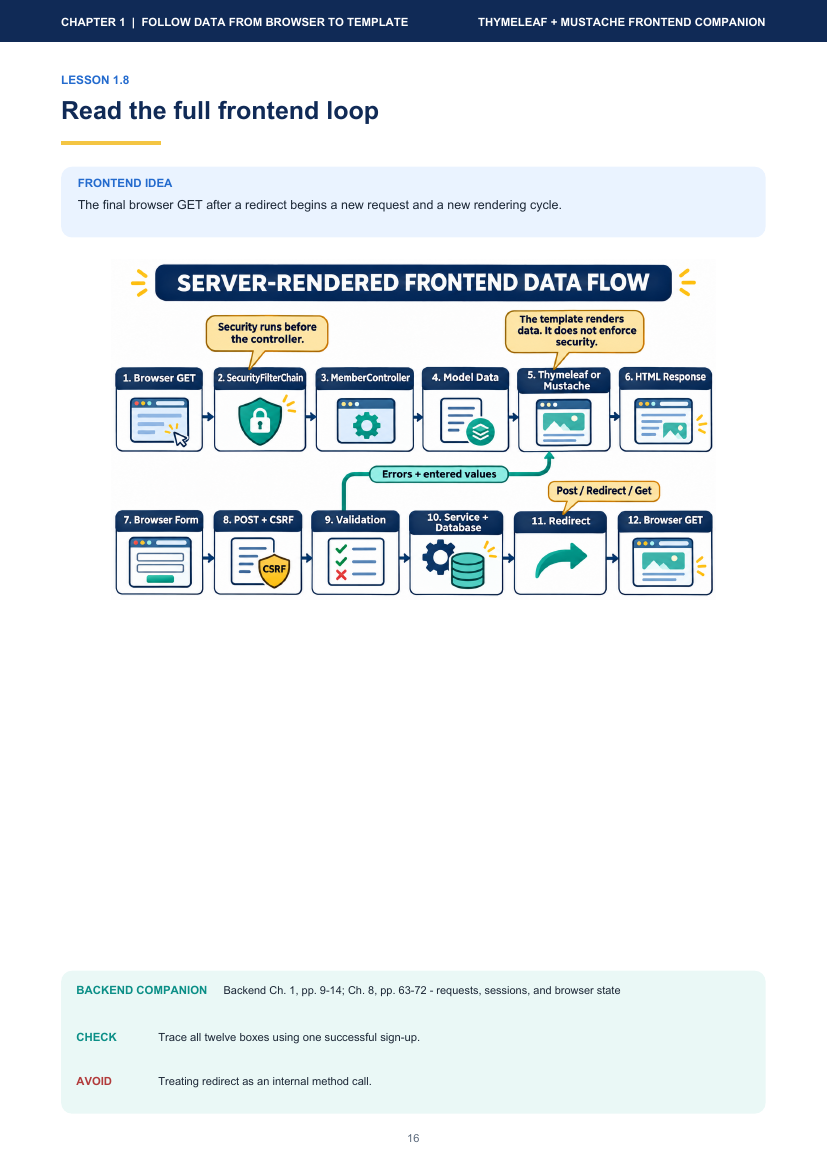 CHAPTER 1 | FOLLOW DATA FROM BROWSER TO TEMPLATE
THYMELEAF + MUSTACHE FRONTEND COMPANION
LESSON 1.8
Read the full frontend loop
FRONTEND IDEA
The final browser GET after a redirect begins a new request and a new rendering cycle.
SERVER-RENDERED FRONTEND DATA FLOW
Security runs before
the controller.
The template renders
data. It does not enforce
security.
1. Browser GET
2. SecurityFilterChain
3. MemberController
4. Model Data
5. Thymeleaf or
Mustache
6. HTML Response
Errors + entered values
Post / Redirect / Get
7. Browser Form
8. POST + CSRF
CSRF
9. Validation
10. Service +
Database
11. Redirect
12. Browser GET
BACKEND COMPANION Backend Ch. 1, pp. 9-14; Ch. 8, pp. 63-72 - requests, sessions, and browser state
CHECK Trace all twelve boxes using one successful sign-up.
AVOID Treating redirect as an internal method call.
16